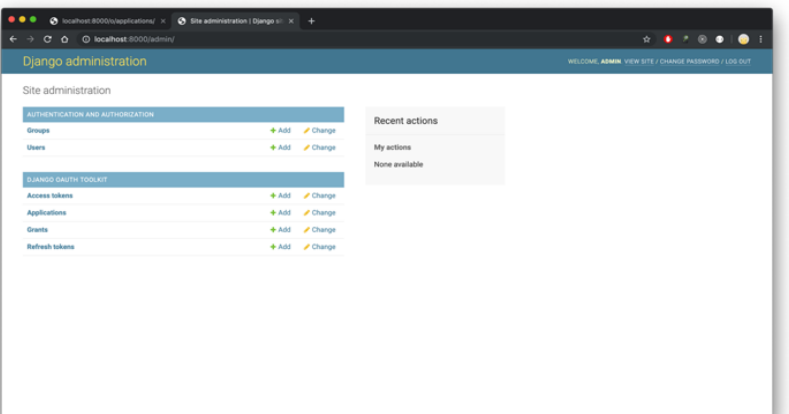 localhost:8000/o/applications/
Site administration | Django si
localhost:8000/admin/
Django administration
WELCOME, ADMIN VIEW SITE / CHANGE PASSWORD / LOG OUT
Site administration
AUTHENTICATION AND AUTHORIZATION
Groups + Add Change
Users + Add Change
DJANGO OAUTH TOOLKIT
Access tokens + Add Change
Applications + Add Change
Grants + Add Change
Refresh tokens + Add Change
Recent actions
My actions
None available